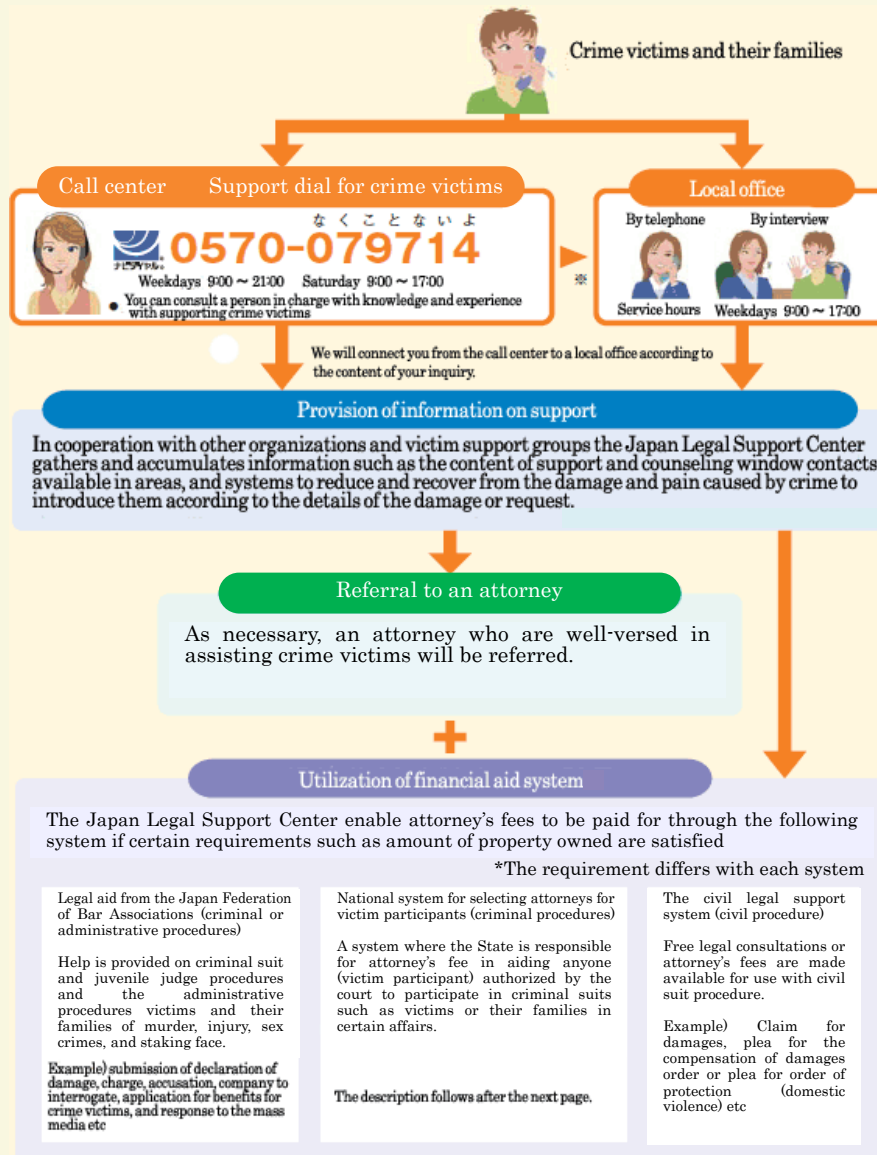 Crime victims and their families
Call center Support dial for crime victims
なくことないよ
ナビダイヤル®
0570-079714
Weekdays 9:00 ~ 21:00 Saturday 9:00 ~ 17:00
● You can consult a person in charge with knowledge and experience
with supporting crime victims
※
Local office
By telephone By interview
Service hours Weekdays 9:00 ~ 17:00
We will connect you from the call center to a local office according to
the content of your inquiry.
Provision of information on support
In cooperation with other organizations and victim support groups the Japan Legal Support Center
gathers and accumulates information such as the content of support and counseling window contacts
available in areas, and systems to reduce and recover from the damage and pain caused by crime to
introduce them according to the details of the damage or request.
Referral to an attorney
As necessary, an attorney who are well-versed in
assisting crime victims will be referred.
Utilization of financial aid system
The Japan Legal Support Center enable attorney's fees to be paid for through the following
system if certain requirements such as amount of property owned are satisfied
*The requirement differs with each system
Legal aid from the Japan Federation
of Bar Associations (criminal or
administrative procedures)
Help is provided on criminal suit
and juvenile judge procedures
and the administrative
procedures victims and their
families of murder, injury, sex
crimes, and staking face.
Example) submission of declaration of
damage, charge, accusation, company to
interrogate, application for benefits for
crime victims, and response to the mass
media etc
National system for selecting attorneys for
victim participants (criminal procedures)
A system where the State is responsible
for attorney's fee in aiding anyone
(victim participant) authorized by the
court to participate in criminal suits
such as victims or their families in
certain affairs.
The description follows after the next page.
The civil legal support
system (civil procedure)
Free legal consultations or
attorney's fees are made
available for use with civil
suit procedure.
Example) Claim for
damages, plea for the
compensation of damages
order or plea for order of
protection (domestic
violence) etc